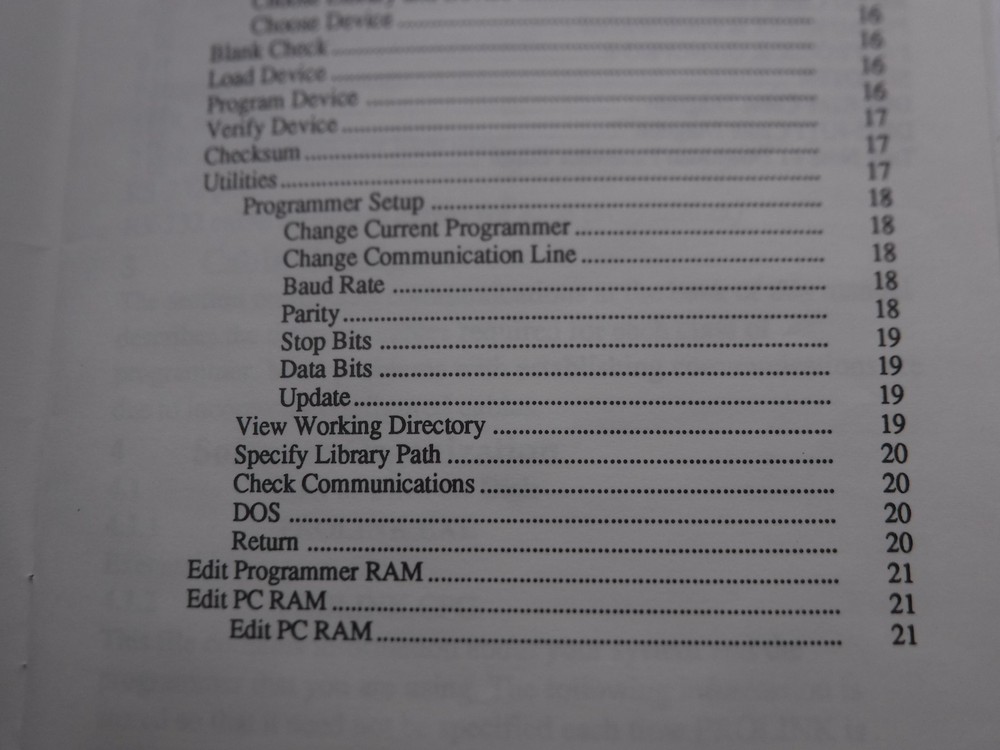 Choose Device ........ 16
Blank Check ........ 16
Load Device ........ 16
Program Device ........ 16
Verify Device ........ 17
Checksum ........ 17
Utilities ........ 17
Programmer Setup ........ 18
Change Current Programmer ........ 18
Change Communication Line ........ 18
Baud Rate ........ 18
Parity ........ 18
Stop Bits ........ 19
Data Bits ........ 19
Update ........ 19
View Working Directory ........ 19
Specify Library Path ........ 20
Check Communications ........ 20
DOS ........ 20
Return ........ 20
Edit Programmer RAM ........ 21
Edit PC RAM ........ 21
Edit PC RAM ........ 21